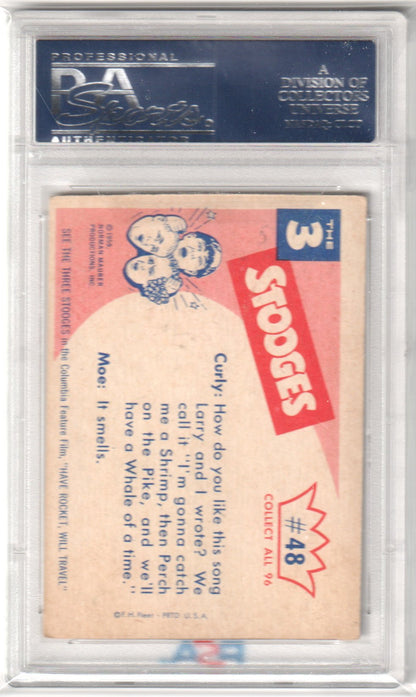 PROFESSIONAL
PSA
Sports
AUTHENTICATOR
A
DIVISION OF
COLLECTORS
UNIVERSE
THE
3
STOOGES
#48
COLLECT ALL 96
Curly: How do you like this song
Larry and I wrote? We
call it "I'm gonna catch
me a Shrimp, then Perch
on the Pike, and we'll
have a Whale of a time."
Moe: It smells.
©1959
NORMAN MAURER
PRODUCTIONS, INC.
SEE THE THREE STOOGES in the Columbia Feature Film, "HAVE ROCKET, WILL TRAVEL"
©F.H. Fleer - PRTD U.S.A.
PSA